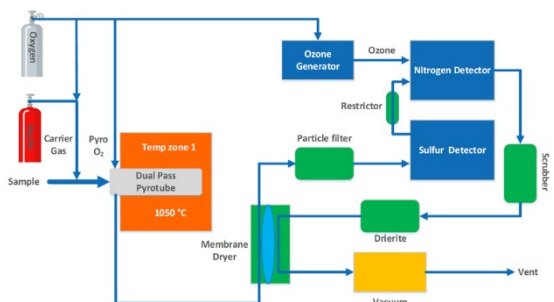 Oxygen
Ozone
Generator
Ozone
Nitrogen Detector
Restrictor
Carrier
Gas
Pyro
O₂
Temp zone 1
Particle filter
Sulfur Detector
Scrubber
Sample
Dual Pass
Pyrotube
1050 °C
Membrane
Dryer
Drierite
Vacuum
Vent